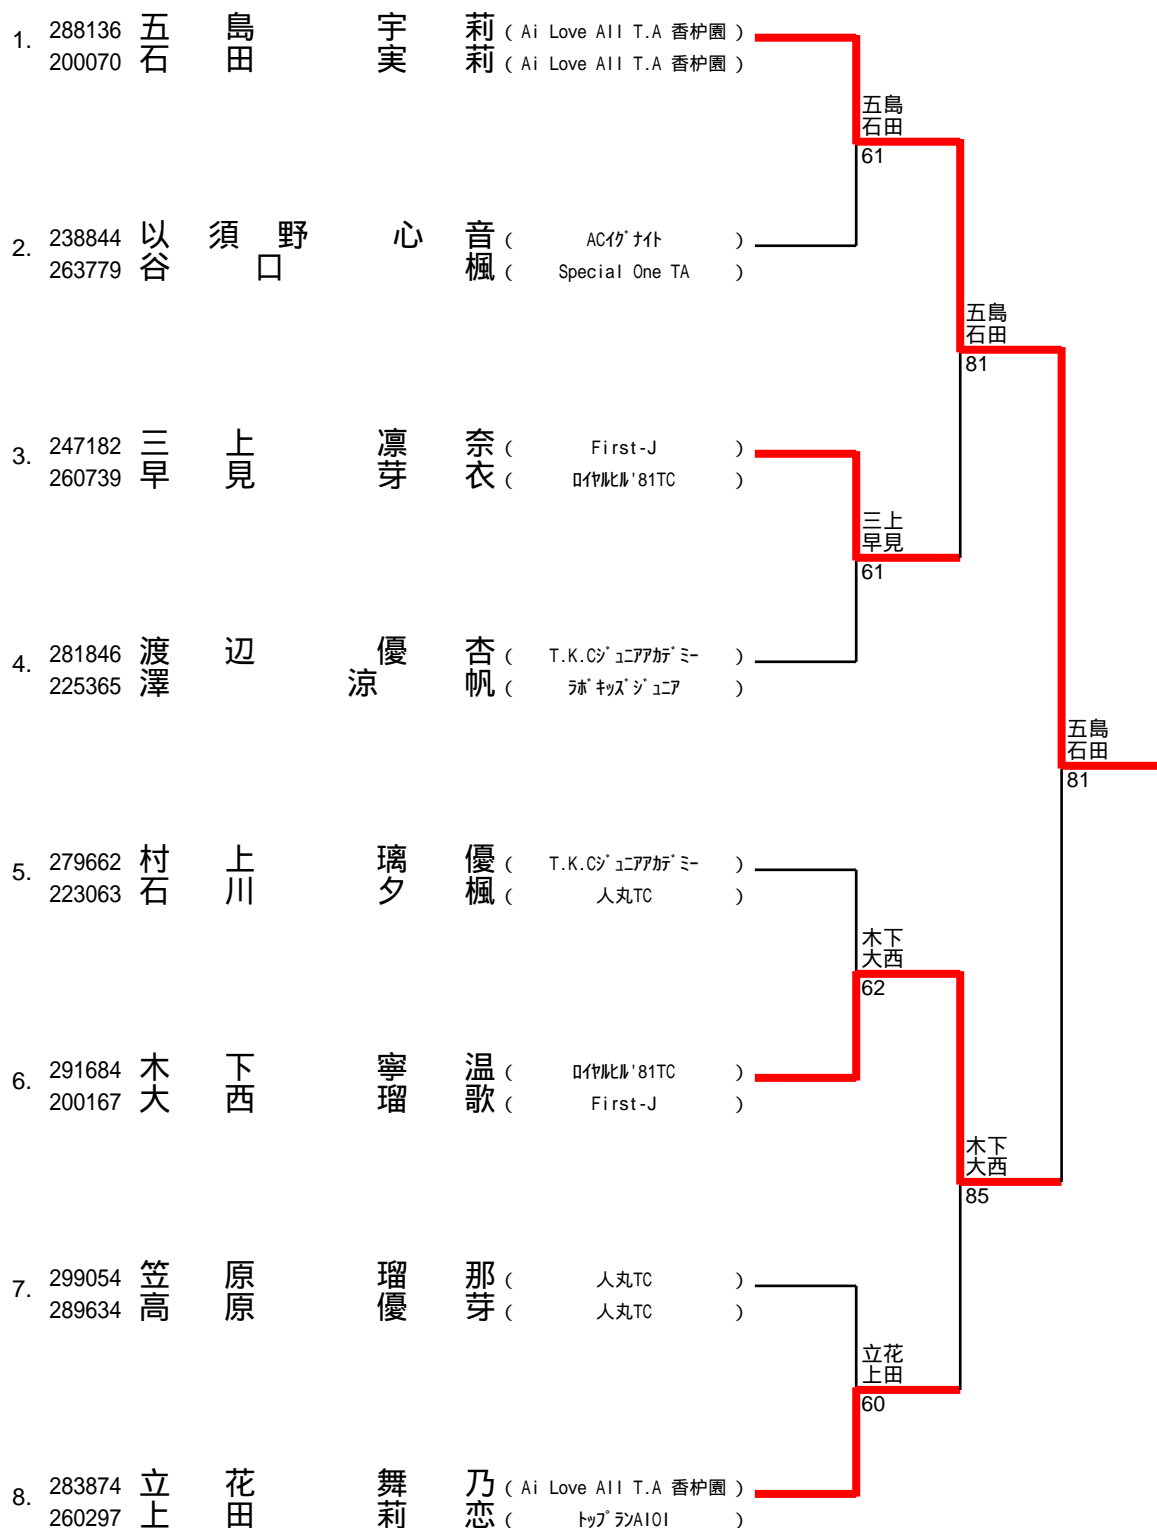 1. 288136 五島 宇莉 ( Ai Love All T.A 香枦園 )
200070 石田 実莉 ( Ai Love All T.A 香枦園 )
五島
石田
61
2. 238844 以須野 心音 ( ACｲｸﾞﾅｲﾄ )
263779 谷口 楓 ( Special One TA )
五島
石田
81
3. 247182 三上 凛奈 ( First-J )
260739 早見 芽衣 ( ﾛｲﾔﾙﾋﾙ'81TC )
三上
早見
61
4. 281846 渡辺 優杏 ( T.K.Cｼﾞｭﾆｱｱｶﾃﾞﾐｰ )
225365 澤 涼帆 ( ﾗﾎﾞｷｯｽﾞｼﾞｭﾆｱ )
五島
石田
81
5. 279662 村上 璃優 ( T.K.Cｼﾞｭﾆｱｱｶﾃﾞﾐｰ )
223063 石川 夕楓 ( 人丸TC )
木下
大西
62
6. 291684 木下 寧温 ( ﾛｲﾔﾙﾋﾙ'81TC )
200167 大西 瑠歌 ( First-J )
木下
大西
85
7. 299054 笠原 瑠那 ( 人丸TC )
289634 高原 優芽 ( 人丸TC )
立花
上田
60
8. 283874 立花 舞乃 ( Ai Love All T.A 香枦園 )
260297 上田 莉恋 ( ﾄｯﾌﾟﾗﾝAIOI )